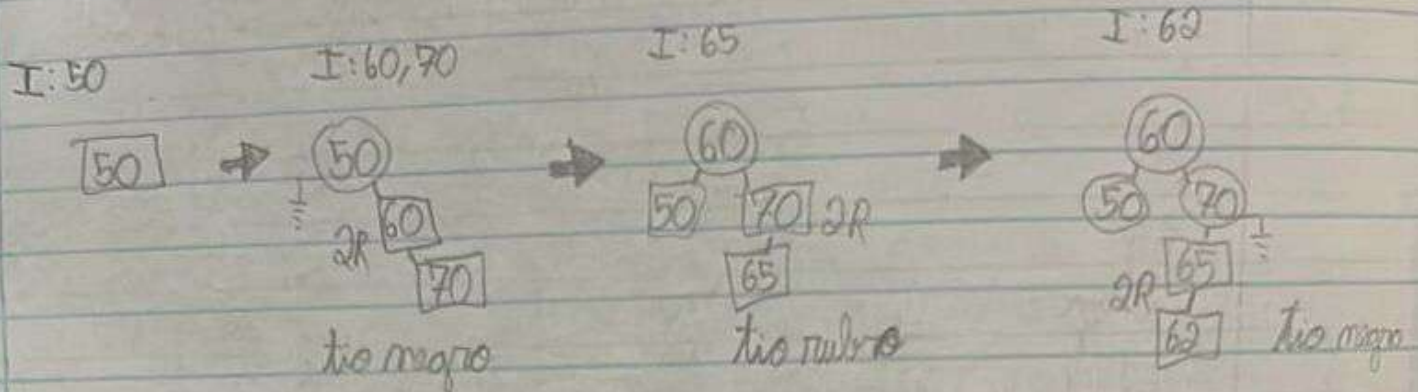 I:50 I:60,70 I:65 I:62
50 50 60 60
60 50 70 2R 50 70
2R
70 65 2R 65
62
tio negro tio rubro tio negro